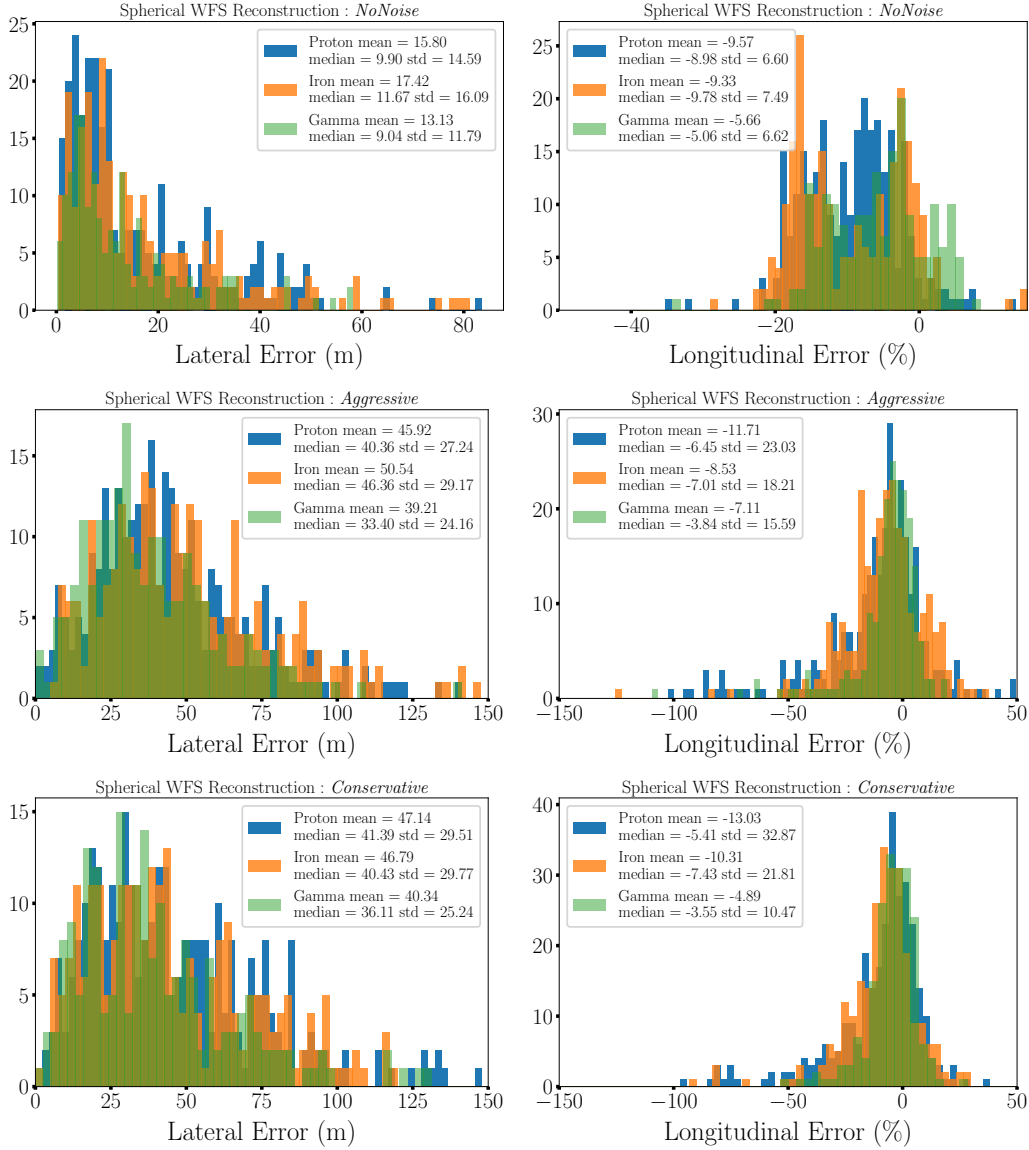 Spherical WFS Reconstruction : NoNoise
25
20
15
10
5
0
Proton mean = 15.80
median = 9.90 std = 14.59
Iron mean = 17.42
median = 11.67 std = 16.09
Gamma mean = 13.13
median = 9.04 std = 11.79
0 20 40 60 80
Lateral Error (m)
Spherical WFS Reconstruction : NoNoise
25
20
15
10
5
0
Proton mean = -9.57
median = -8.98 std = 6.60
Iron mean = -9.33
median = -9.78 std = 7.49
Gamma mean = -5.66
median = -5.06 std = 6.62
−40 −20 0
Longitudinal Error (%)
Spherical WFS Reconstruction : Aggressive
15
10
5
0
Proton mean = 45.92
median = 40.36 std = 27.24
Iron mean = 50.54
median = 46.36 std = 29.17
Gamma mean = 39.21
median = 33.40 std = 24.16
0 25 50 75 100 125 150
Lateral Error (m)
Spherical WFS Reconstruction : Aggressive
30
20
10
0
Proton mean = -11.71
median = -6.45 std = 23.03
Iron mean = -8.53
median = -7.01 std = 18.21
Gamma mean = -7.11
median = -3.84 std = 15.59
−150 −100 −50 0 50
Longitudinal Error (%)
Spherical WFS Reconstruction : Conservative
15
10
5
0
Proton mean = 47.14
median = 41.39 std = 29.51
Iron mean = 46.79
median = 40.43 std = 29.77
Gamma mean = 40.34
median = 36.11 std = 25.24
0 25 50 75 100 125 150
Lateral Error (m)
Spherical WFS Reconstruction : Conservative
40
30
20
10
0
Proton mean = -13.03
median = -5.41 std = 32.87
Iron mean = -10.31
median = -7.43 std = 21.81
Gamma mean = -4.89
median = -3.55 std = 10.47
−150 −100 −50 0 50
Longitudinal Error (%)